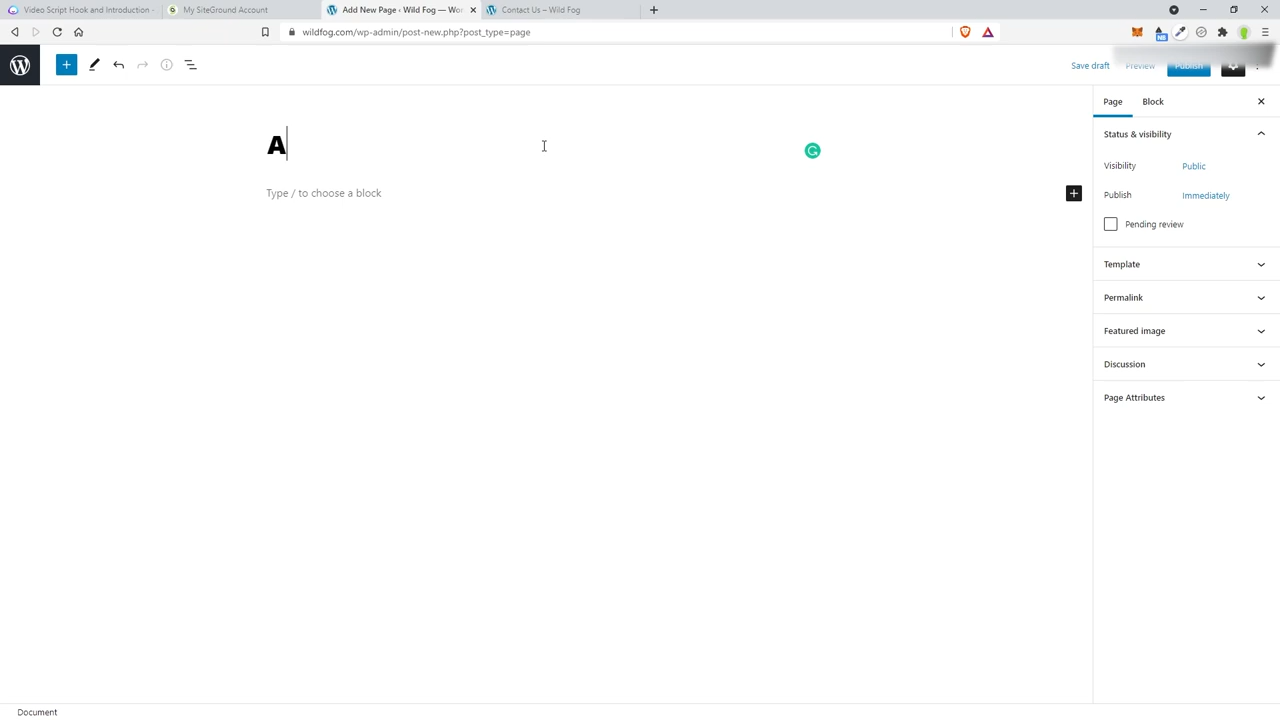 Video Script Hook and Introduction -
My SiteGround Account
Add New Page ‹ Wild Fog — Wor
Contact Us – Wild Fog
wildfog.com/wp-admin/post-new.php?post_type=page
Save draft
Preview
Publish
A
Type / to choose a block
Page
Block
Status & visibility
Visibility
Public
Publish
Immediately
Pending review
Template
Permalink
Featured image
Discussion
Page Attributes
Document